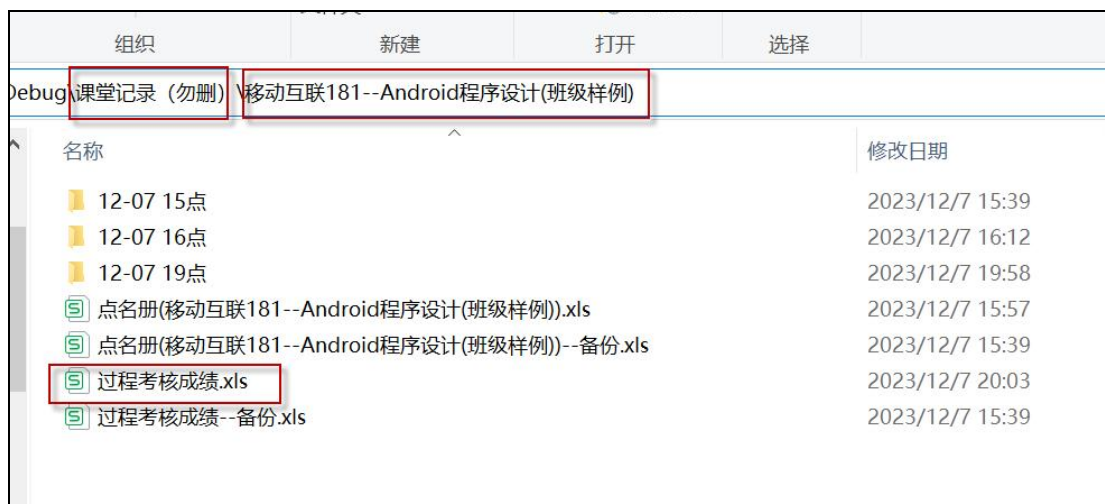 组织 新建 打开 选择
Debug\课堂记录（勿删）\移动互联181--Android程序设计(班级样例)
名称 修改日期
12-07 15点 2023/12/7 15:39
12-07 16点 2023/12/7 16:12
12-07 19点 2023/12/7 19:58
点名册(移动互联181--Android程序设计(班级样例)).xls 2023/12/7 15:57
点名册(移动互联181--Android程序设计(班级样例))--备份.xls 2023/12/7 15:39
过程考核成绩.xls 2023/12/7 20:03
过程考核成绩--备份.xls 2023/12/7 15:39